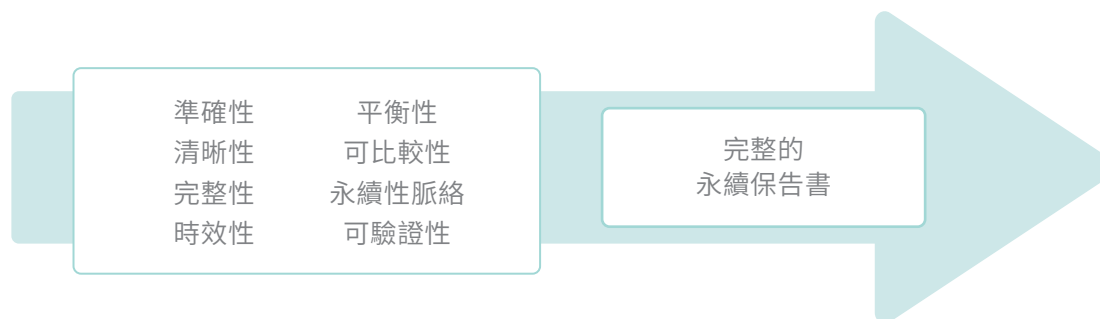 準確性
清晰性
完整性
時效性
平衡性
可比較性
永續性脈絡
可驗證性
完整的
永續保告書